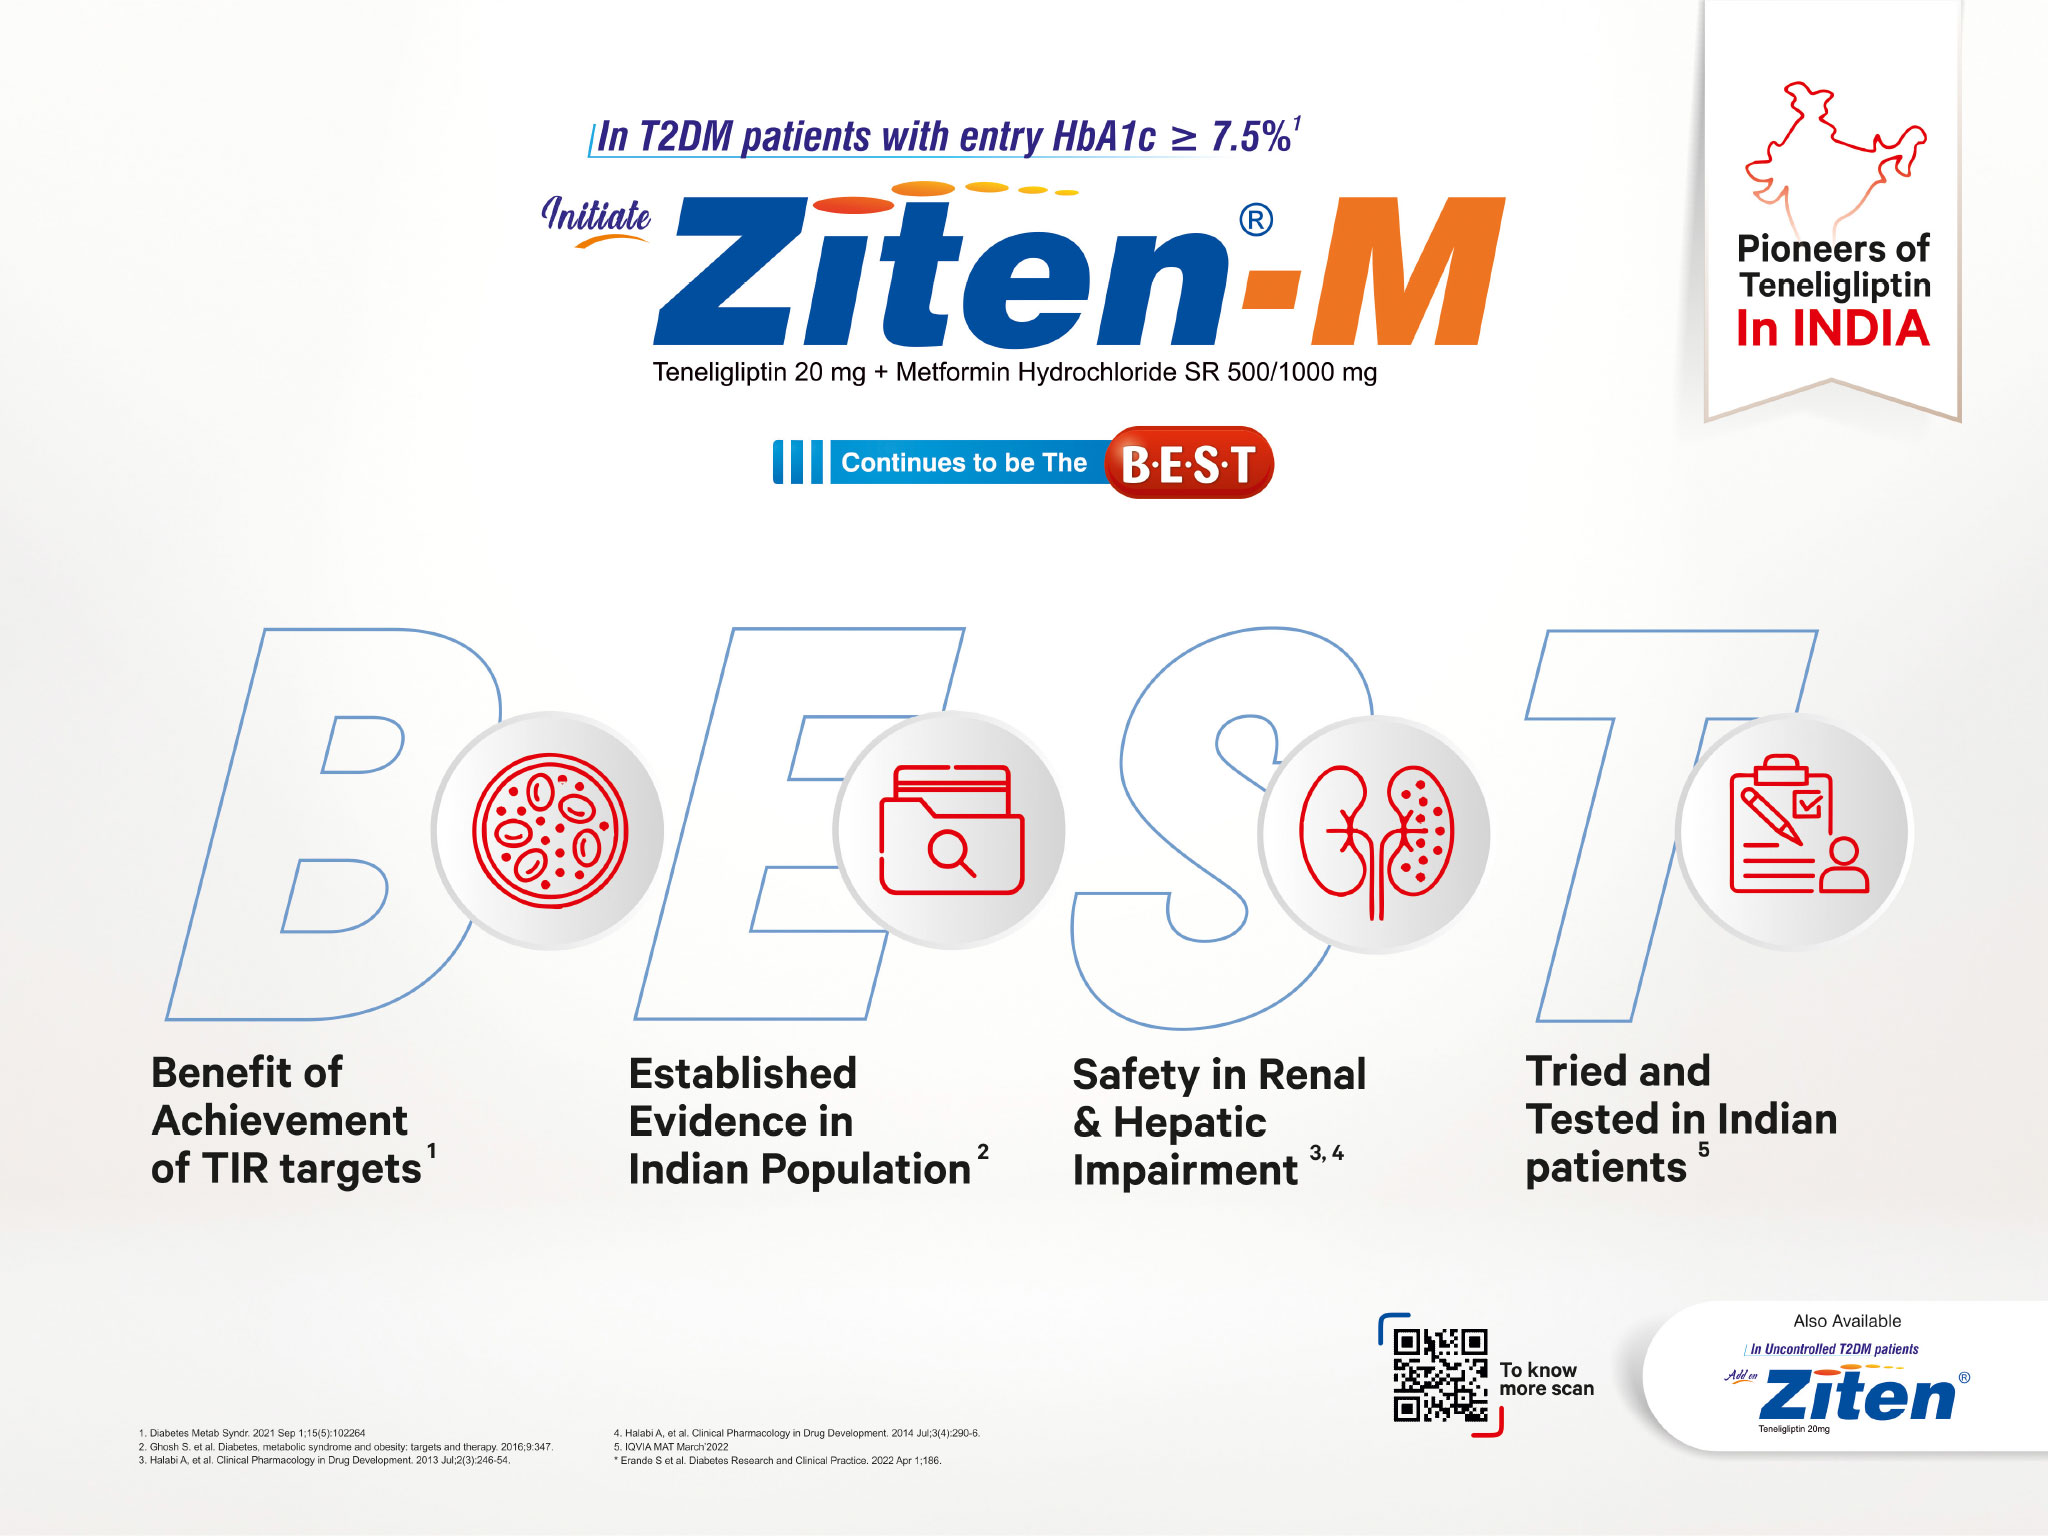 In T2DM patients with entry HbA1c ≥ 7.5%¹
Initiate
Ziten®-M
Teneligliptin 20 mg + Metformin Hydrochloride SR 500/1000 mg
Continues to be The B·E·S·T
Pioneers of
Teneligliptin
In INDIA
B
Benefit of
Achievement
of TIR targets¹
E
Established
Evidence in
Indian Population²
S
Safety in Renal
& Hepatic
Impairment ³,⁴
T
Tried and
Tested in Indian
patients ⁵
To know
more scan
Also Available
In Uncontrolled T2DM patients
Add on
Ziten®
Teneligliptin 20mg
1. Diabetes Metab Syndr. 2021 Sep 1;15(5):102264
2. Ghosh S. et al. Diabetes, metabolic syndrome and obesity: targets and therapy. 2016;9:347.
3. Halabi A, et al. Clinical Pharmacology in Drug Development. 2013 Jul;2(3):246-54.
4. Halabi A, et al. Clinical Pharmacology in Drug Development. 2014 Jul;3(4):290-6.
5. IQVIA MAT March'2022
* Erande S et al. Diabetes Research and Clinical Practice. 2022 Apr 1;186.